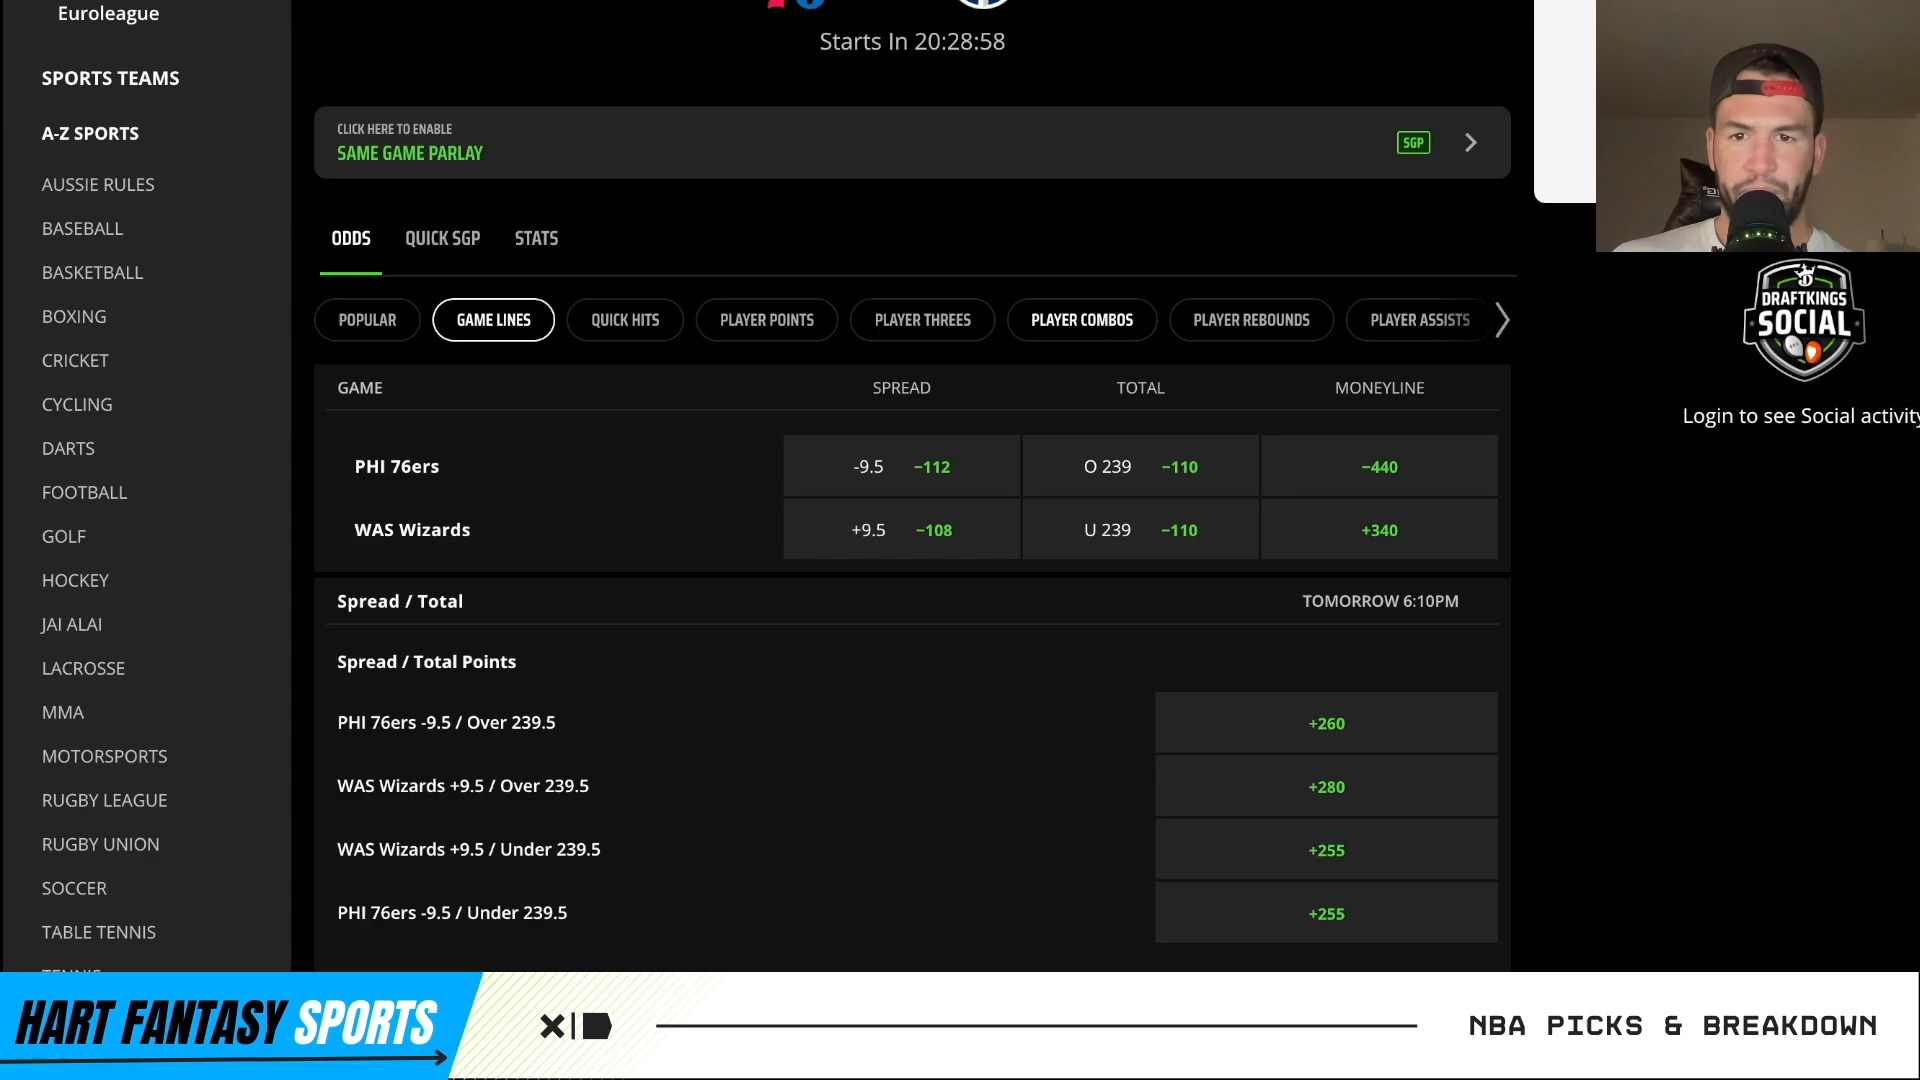 Euroleague
SPORTS TEAMS
A-Z SPORTS
AUSSIE RULES
BASEBALL
BASKETBALL
BOXING
CRICKET
CYCLING
DARTS
FOOTBALL
GOLF
HOCKEY
JAI ALAI
LACROSSE
MMA
MOTORSPORTS
RUGBY LEAGUE
RUGBY UNION
SOCCER
TABLE TENNIS
Starts In 20:28:58
CLICK HERE TO ENABLE
SAME GAME PARLAY
SGP
ODDS QUICK SGP STATS
POPULAR GAME LINES QUICK HITS PLAYER POINTS PLAYER THREES PLAYER COMBOS PLAYER REBOUNDS PLAYER ASSISTS
GAME SPREAD TOTAL MONEYLINE
PHI 76ers -9.5 −112 O 239 −110 −440
WAS Wizards +9.5 −108 U 239 −110 +340
Spread / Total TOMORROW 6:10PM
Spread / Total Points
PHI 76ers -9.5 / Over 239.5 +260
WAS Wizards +9.5 / Over 239.5 +280
WAS Wizards +9.5 / Under 239.5 +255
PHI 76ers -9.5 / Under 239.5 +255
DRAFTKINGS
SOCIAL
Login to see Social activity
HART FANTASY SPORTS
NBA PICKS & BREAKDOWN